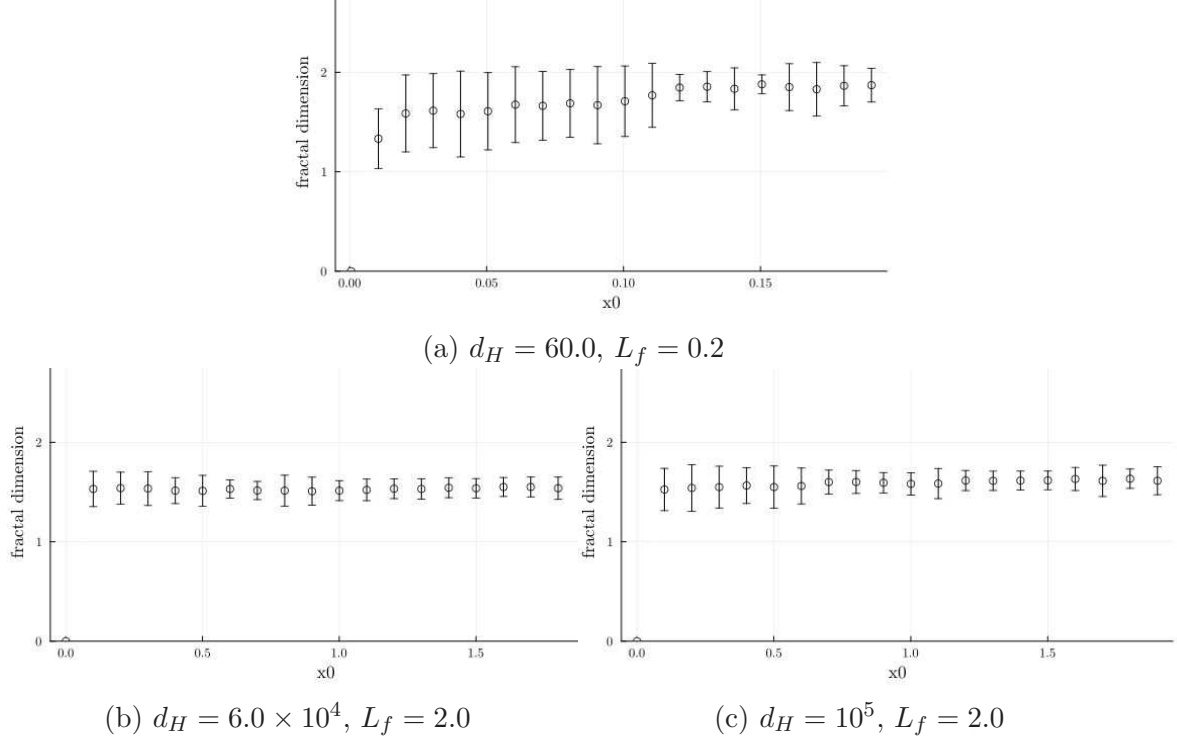 fractal dimension
2
1
0
0.00 0.05 0.10 0.15
x0
(a) d_H = 60.0, L_f = 0.2
fractal dimension
2
1
0
0.0 0.5 1.0 1.5
x0
(b) d_H = 6.0 × 10^4, L_f = 2.0
fractal dimension
2
1
0
0.0 0.5 1.0 1.5
x0
(c) d_H = 10^5, L_f = 2.0